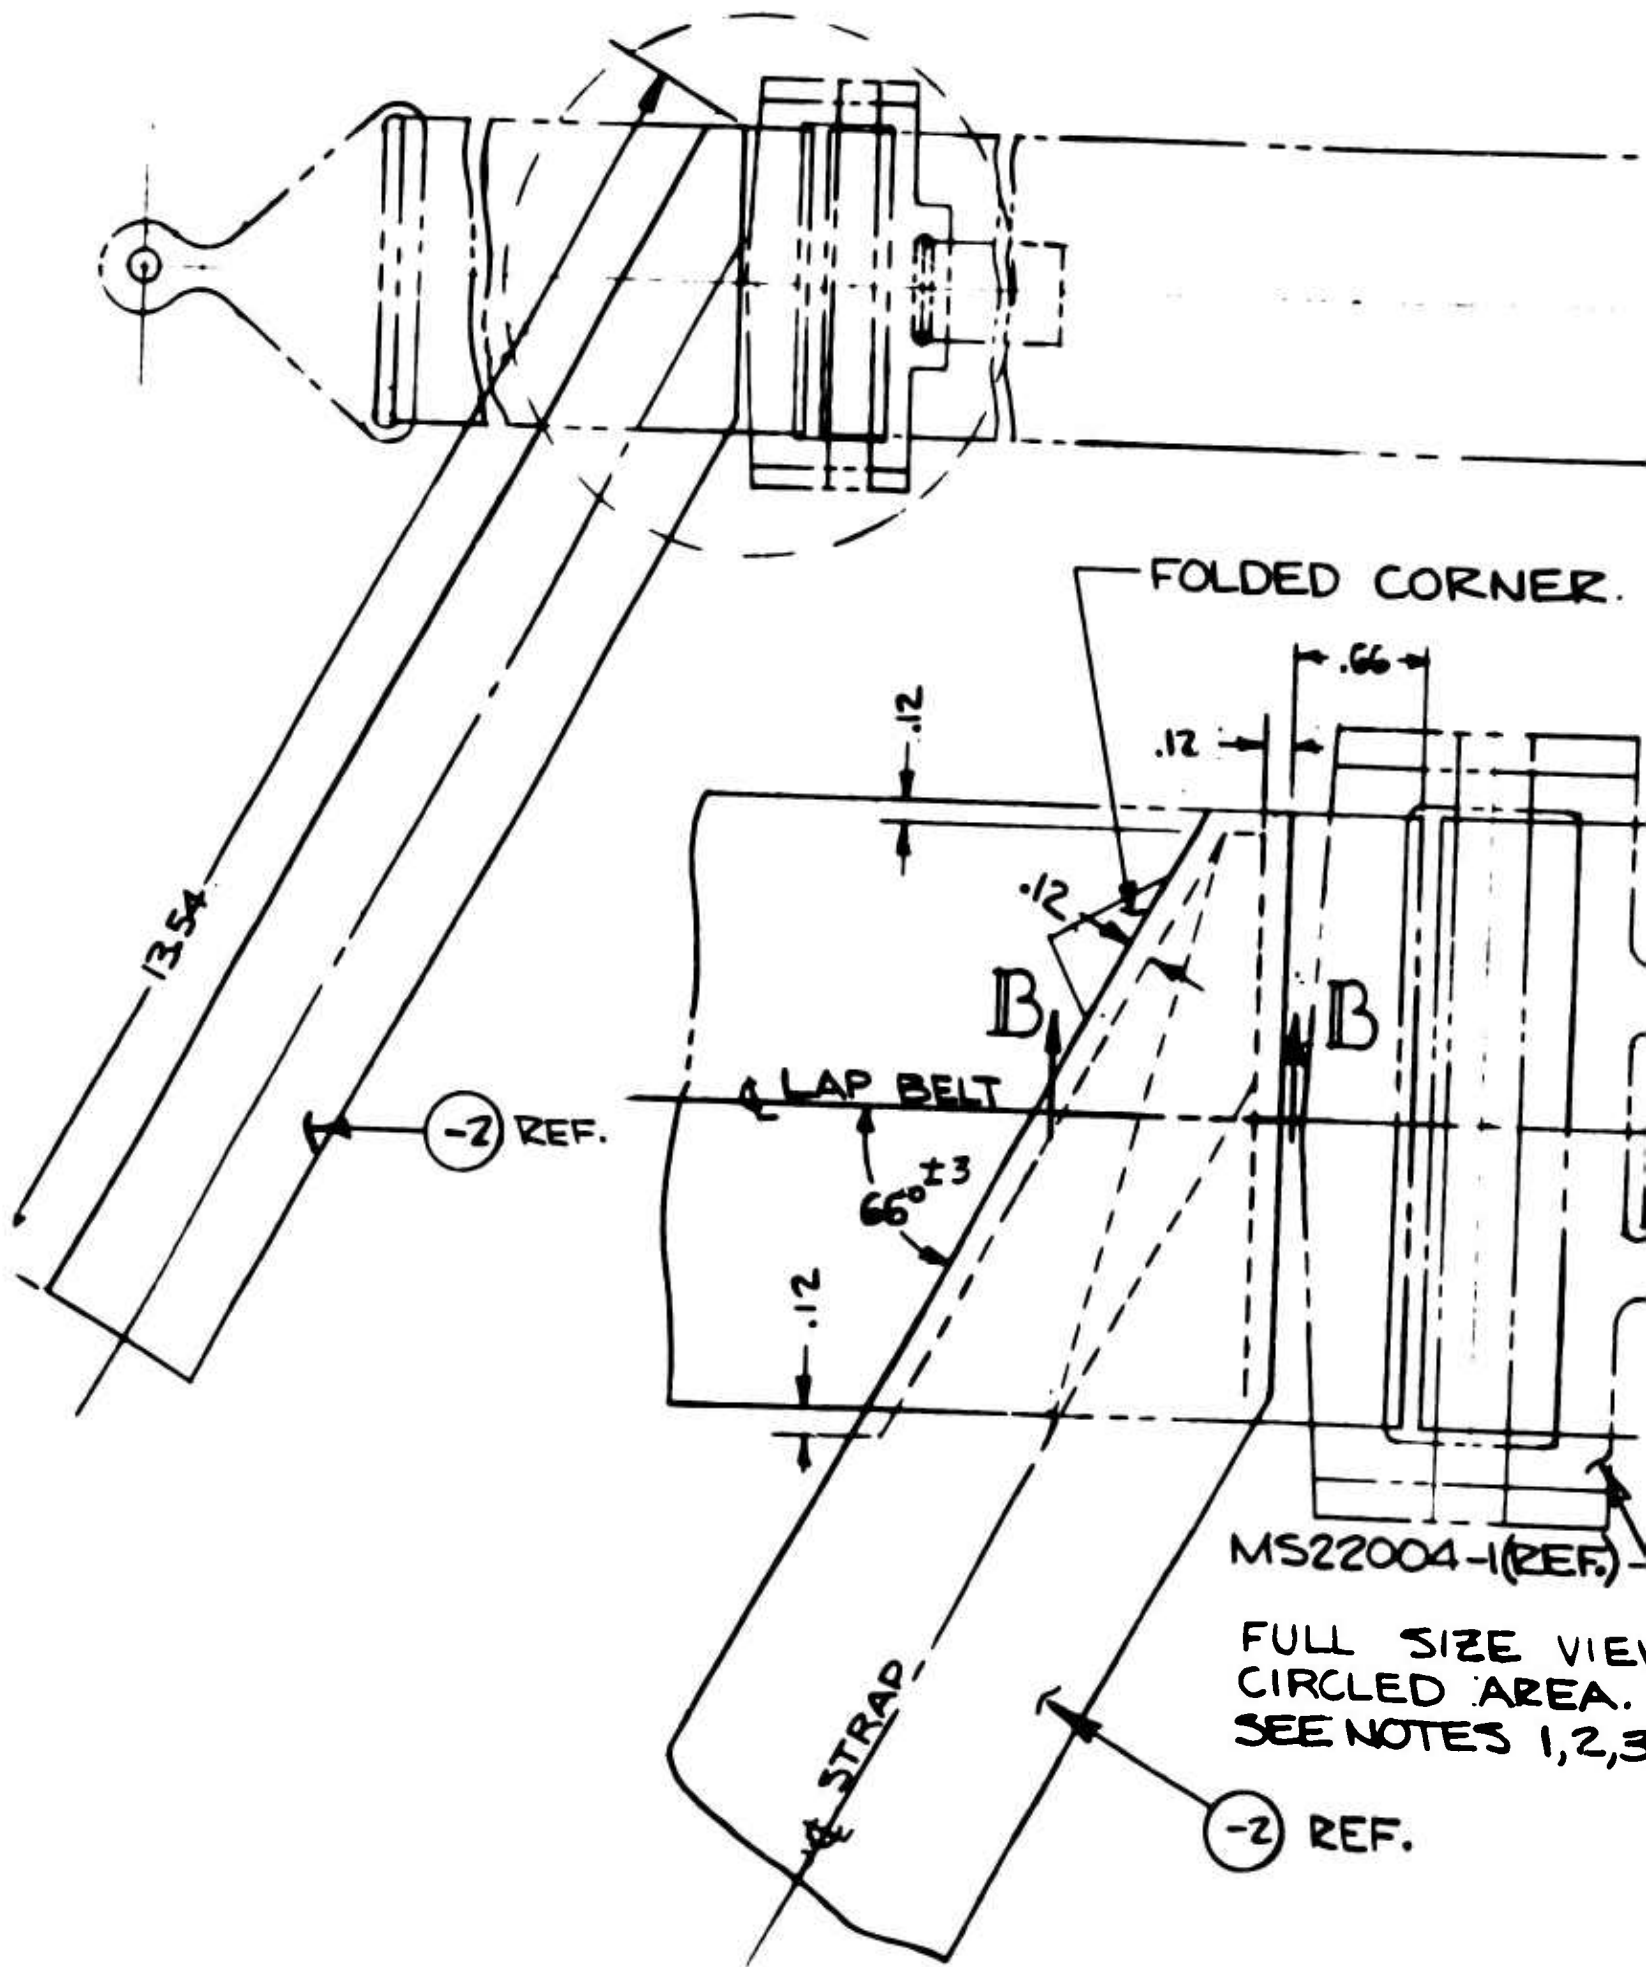 FOLDED CORNER.
.66
.12
.12
.12
13.54
B
B
℄ LAP BELT
-2 REF.
66° ±3
.12
MS22004-1(REF.)
℄ STRAP
FULL SIZE VIEW
CIRCLED AREA.
SEE NOTES 1,2,3
-2 REF.